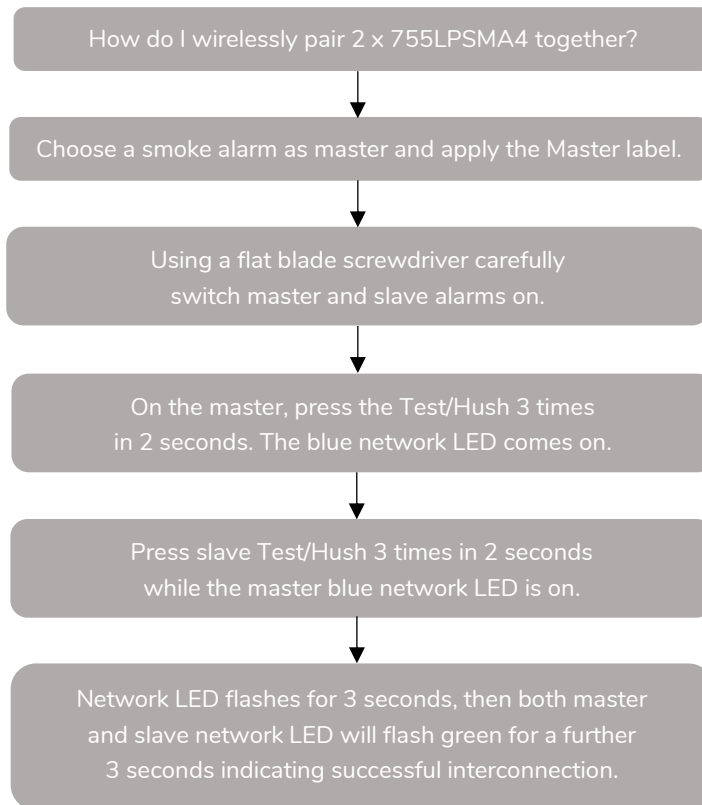 How do I wirelessly pair 2 x 755LPSMA4 together?
Choose a smoke alarm as master and apply the Master label.
Using a flat blade screwdriver carefully
switch master and slave alarms on.
On the master, press the Test/Hush 3 times
in 2 seconds. The blue network LED comes on.
Press slave Test/Hush 3 times in 2 seconds
while the master blue network LED is on.
Network LED flashes for 3 seconds, then both master
and slave network LED will flash green for a further
3 seconds indicating successful interconnection.